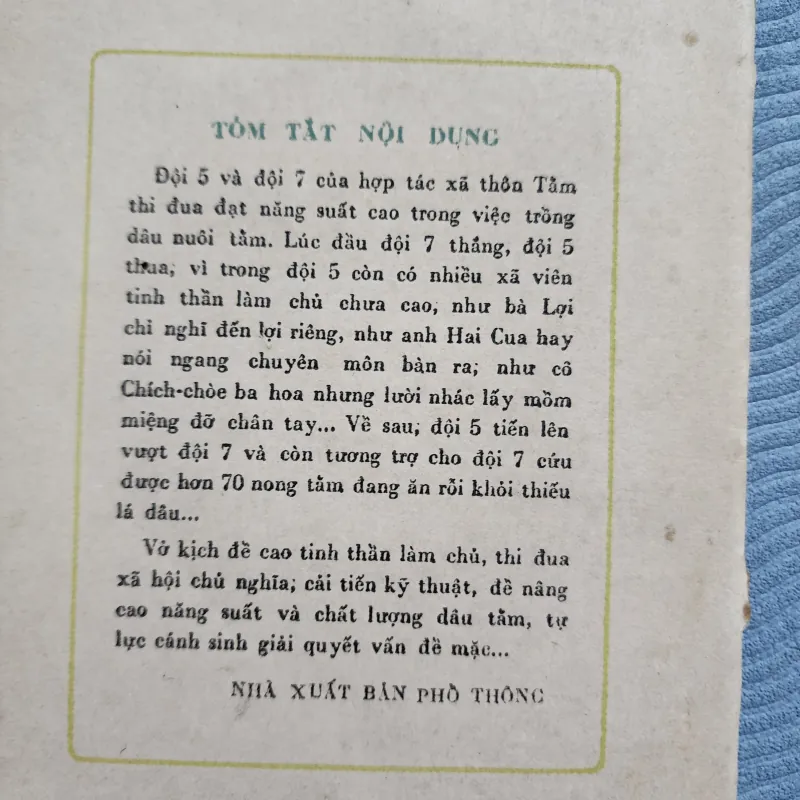 TÓM TẮT NỘI DUNG
Đội 5 và đội 7 của hợp tác xã thôn Tằm
thi đua đạt năng suất cao trong việc trồng
dâu nuôi tằm. Lúc đầu đội 7 thắng, đội 5
thua, vì trong đội 5 còn có nhiều xã viên
tinh thần làm chủ chưa cao, như bà Lợi
chỉ nghĩ đến lợi riêng, như anh Hai Cua hay
nói ngang chuyên môn bàn ra; như cô
Chích-chòe ba hoa nhưng lười nhác lấy mồm
miệng đỡ chân tay... Về sau, đội 5 tiến lên
vượt đội 7 và còn tương trợ cho đội 7 cứu
được hơn 70 nong tằm đang ăn rỗi khỏi thiếu
lá dâu...
Vở kịch đề cao tinh thần làm chủ, thi đua
xã hội chủ nghĩa; cải tiến kỹ thuật, để nâng
cao năng suất và chất lượng dâu tằm, tự
lực cánh sinh giải quyết vấn đề mặc...
NHÀ XUẤT BẢN PHỔ THÔNG